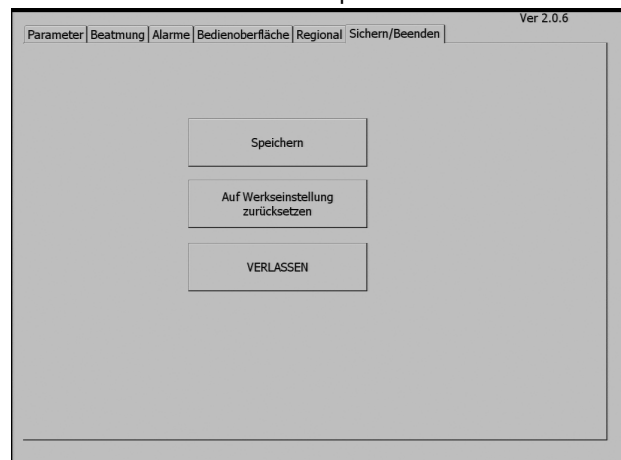 Ver 2.0.6
Parameter Beatmung Alarme Bedienoberfläche Regional Sichern/Beenden
Speichern
Auf Werkseinstellung
zurücksetzen
VERLASSEN